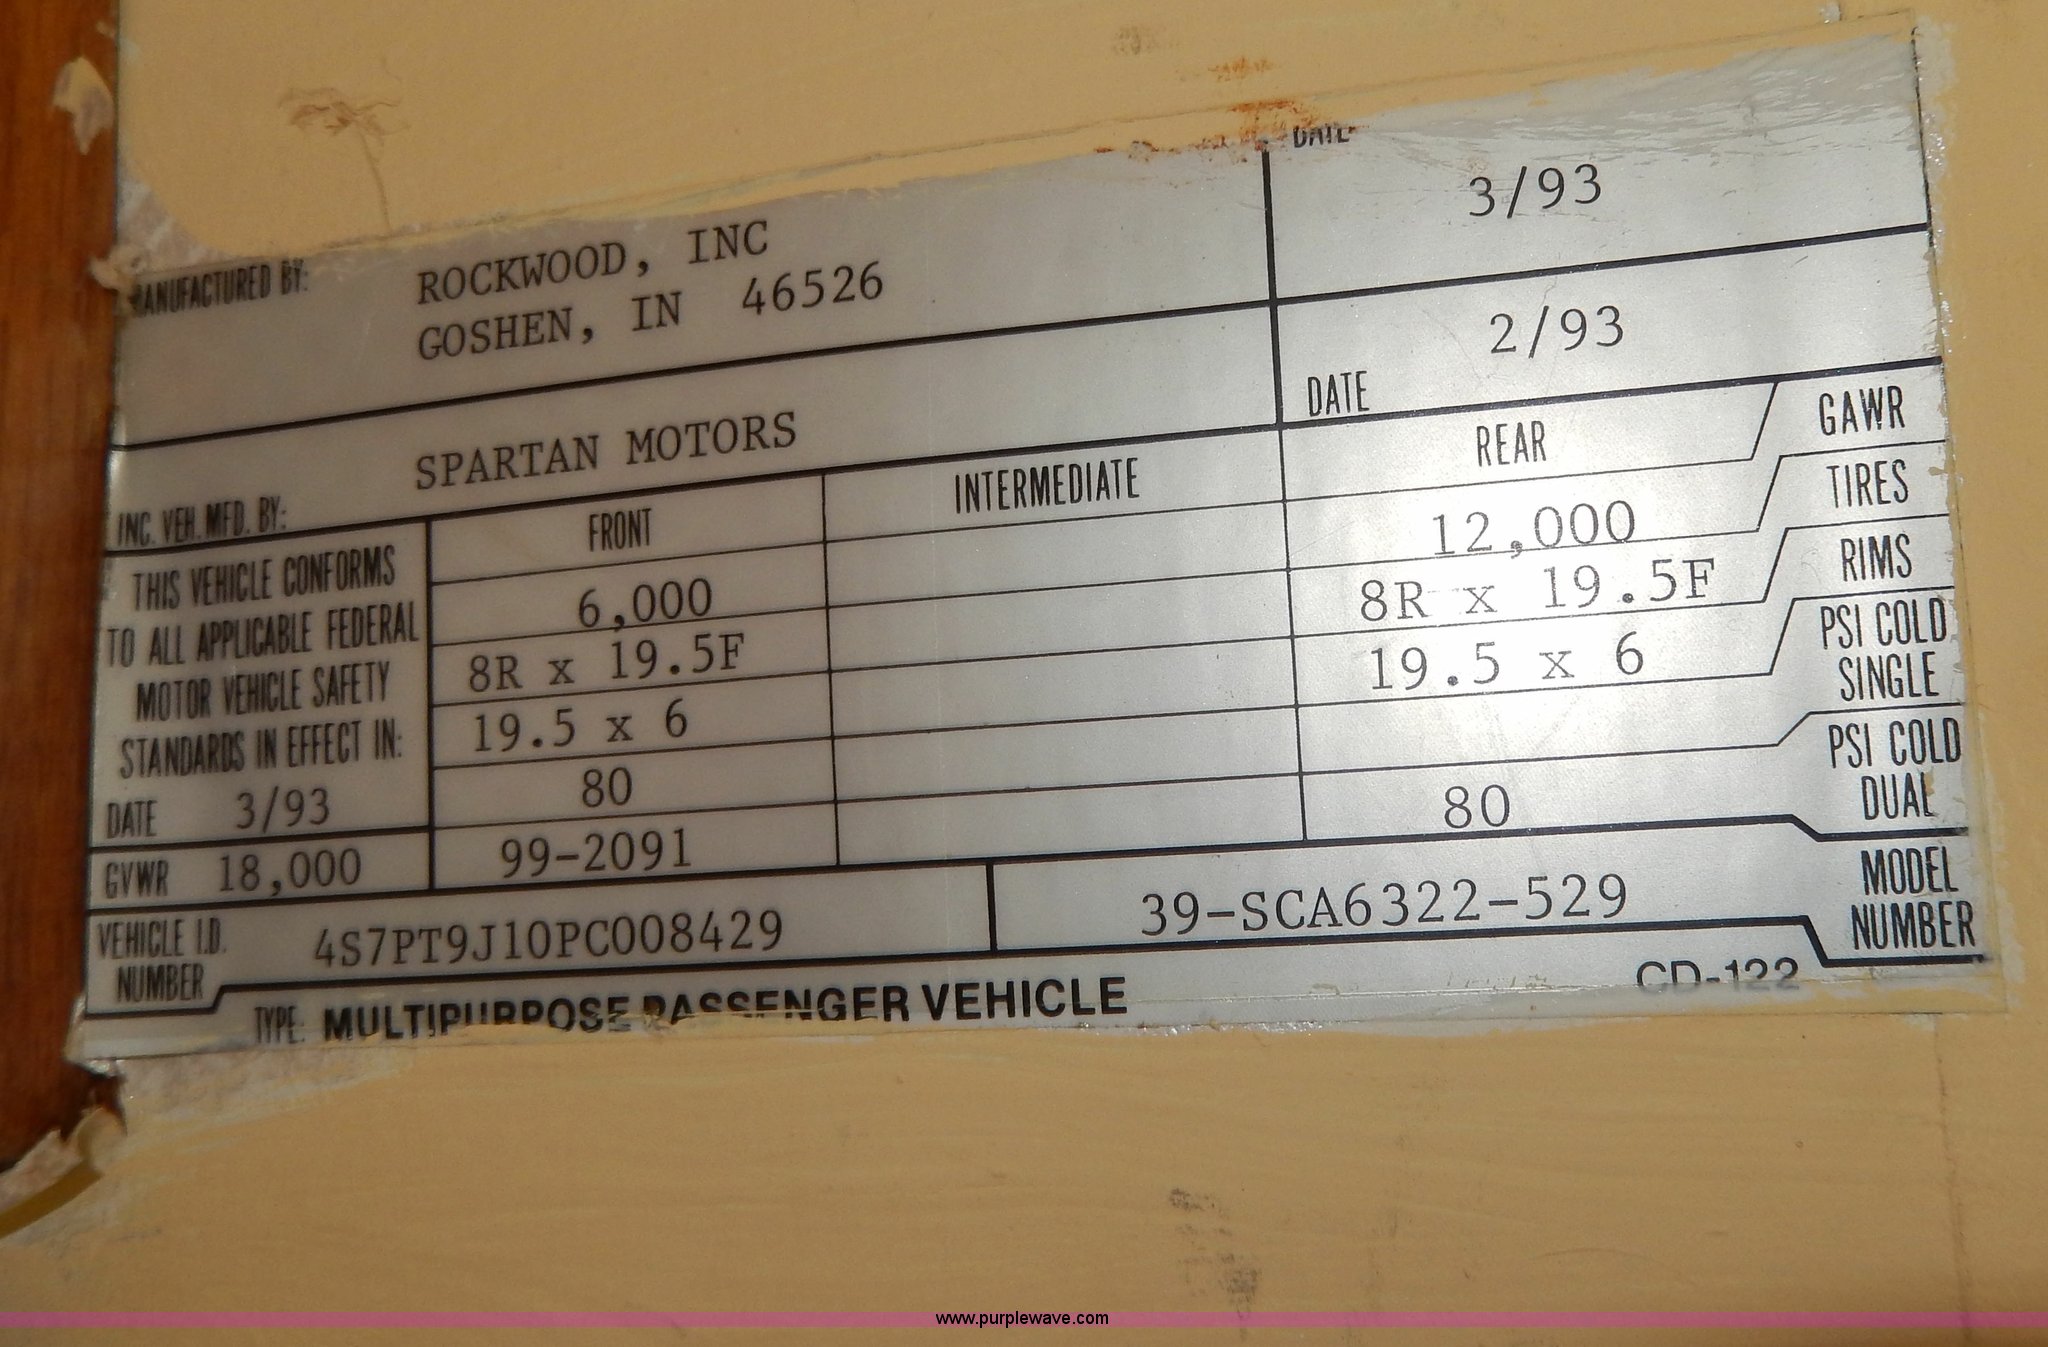 DATE
3/93
MANUFACTURED BY: ROCKWOOD, INC
GOSHEN, IN 46526
2/93
DATE
INC. VEH. MFD. BY: SPARTAN MOTORS
FRONT INTERMEDIATE REAR GAWR
6,000 12,000 TIRES
8R x 19.5F 8R x 19.5F RIMS
19.5 x 6 19.5 x 6 PSI COLD
SINGLE
80 PSI COLD
DUAL
99-2091 80
THIS VEHICLE CONFORMS
TO ALL APPLICABLE FEDERAL
MOTOR VEHICLE SAFETY
STANDARDS IN EFFECT IN:
DATE 3/93
GVWR 18,000
VEHICLE I.D.
NUMBER
4S7PT9J10PC008429
39-SCA6322-529
MODEL
NUMBER
TYPE: MULTIPURPOSE PASSENGER VEHICLE
CD-122
www.purplewave.com